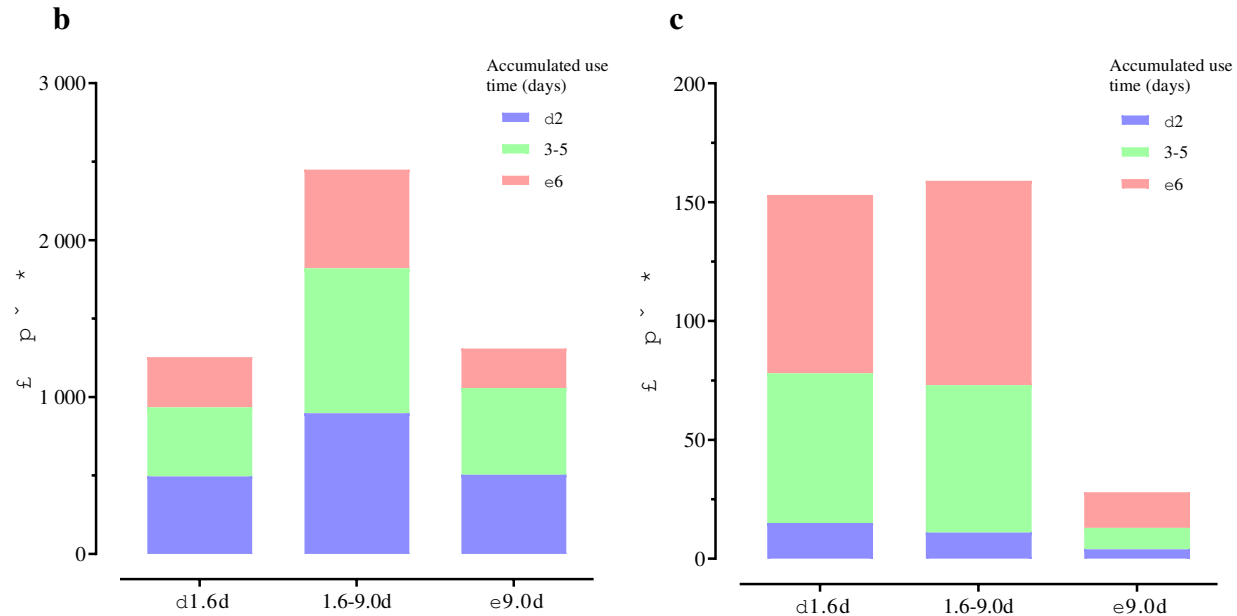 b
Accumulated use
time (days)
d2
3-5
e6
3 000
2 000
1 000
0
£ p ˇ *
d1.6d
1.6-9.0d
e9.0d
c
Accumulated use
time (days)
d2
3-5
e6
200
150
100
50
0
£ p ˇ *
d1.6d
1.6-9.0d
e9.0d